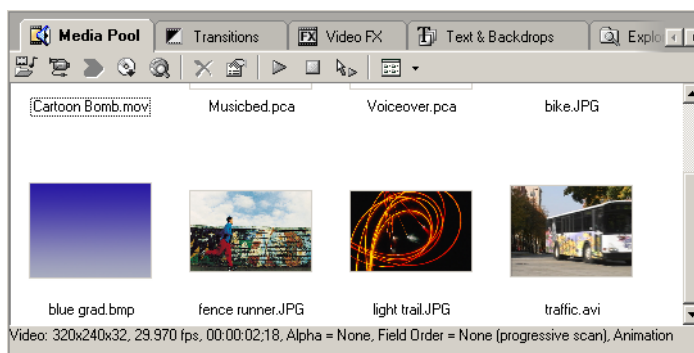 Media Pool Transitions FX Video FX Text & Backdrops Explo
Cartoon Bomb.mov Musicbed.pca Voiceover.pca bike.JPG
blue grad.bmp fence runner.JPG light trail.JPG traffic.avi
Video: 320x240x32, 29.970 fps, 00:00:02;18, Alpha = None, Field Order = None (progressive scan), Animation